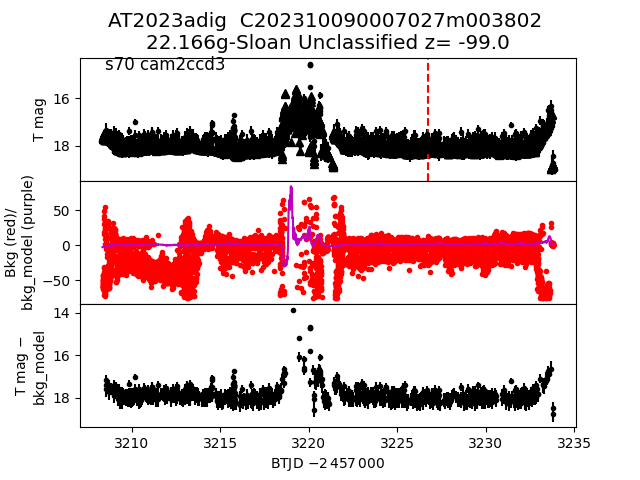 AT2023adig C202310090007027m003802
22.166g-Sloan Unclassified z= -99.0
s70 cam2ccd3
T mag
16
18
Bkg (red)/
bkg_model (purple)
50
0
−50
T mag −
bkg_model
14
16
18
3210 3215 3220 3225 3230 3235
BTJD −2 457 000